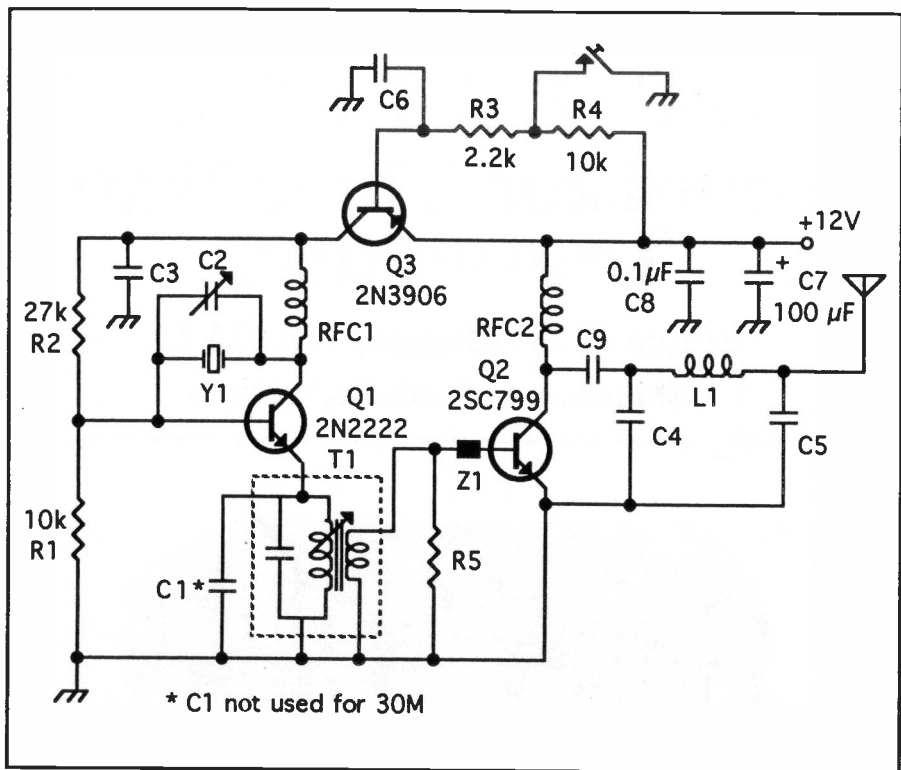 C6
R3
2.2k
R4
10k
+12V
C3
C2
Q3
2N3906
0.1µF
C8
+
C7
100 µF
27k
R2
RFC1
RFC2
C9
Y1
Q1
2N2222
T1
Q2
2SC799
L1
C4
C5
Z1
10k
R1
C1*
R5
* C1 not used for 30M